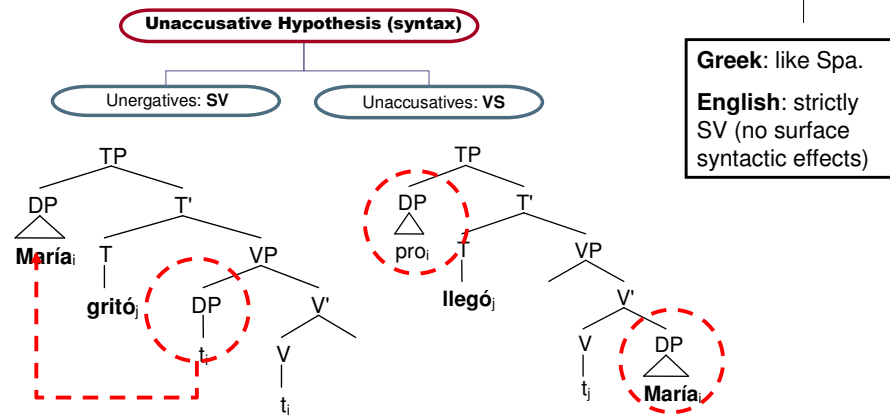 Unaccusative Hypothesis (syntax)
Unergatives: SV
Unaccusatives: VS
Greek: like Spa.
English: strictly
SV (no surface
syntactic effects)
TP
DP T'
Maríai T VP
gritój DP V'
ti V
ti
TP
DP T'
proi T VP
llegój V'
V DP
tj Maríai